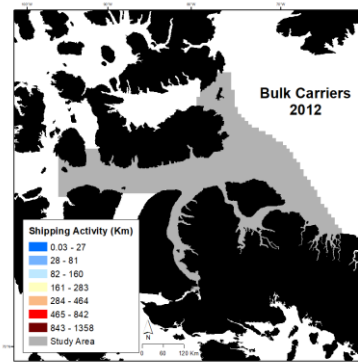 Bulk Carriers
2012
Shipping Activity (Km)
0.03 - 27
28 - 81
82 - 160
161 - 283
284 - 464
465 - 842
843 - 1358
Study Area
N
0
60
120 Km